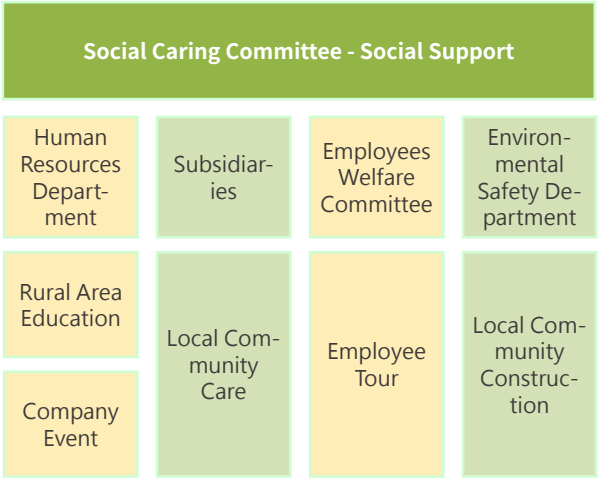 Social Caring Committee - Social Support
Human
Resources
Depart-
ment
Subsidiar-
ies
Employees
Welfare
Committee
Environ-
mental
Safety De-
partment
Rural Area
Education
Company
Event
Local Com-
munity
Care
Employee
Tour
Local Com-
munity
Construc-
tion